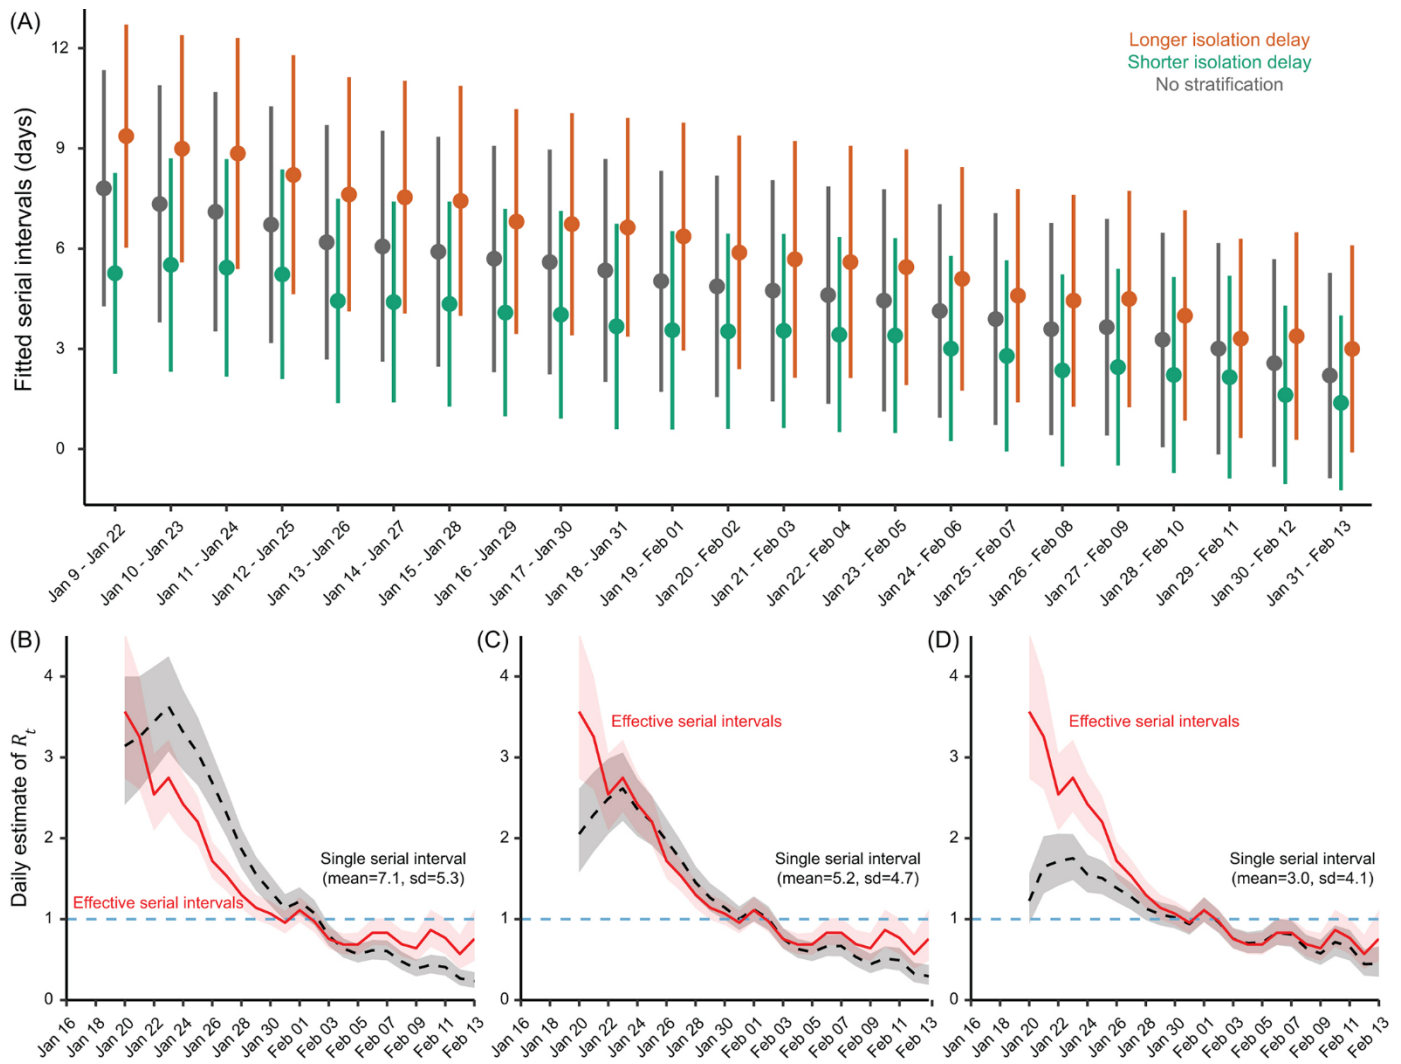 (A)
Longer isolation delay
Shorter isolation delay
No stratification
Fitted serial intervals (days)
12
9
6
3
0
Jan 9 - Jan 22
Jan 10 - Jan 23
Jan 11 - Jan 24
Jan 12 - Jan 25
Jan 13 - Jan 26
Jan 14 - Jan 27
Jan 15 - Jan 28
Jan 16 - Jan 29
Jan 17 - Jan 30
Jan 18 - Jan 31
Jan 19 - Feb 01
Jan 20 - Feb 02
Jan 21 - Feb 03
Jan 22 - Feb 04
Jan 23 - Feb 05
Jan 24 - Feb 06
Jan 25 - Feb 07
Jan 26 - Feb 08
Jan 27 - Feb 09
Jan 28 - Feb 10
Jan 29 - Feb 11
Jan 30 - Feb 12
Jan 31 - Feb 13
(B)
Daily estimate of Rt
4
3
2
1
0
Single serial interval
(mean=7.1, sd=5.3)
Effective serial intervals
Jan 16
Jan 18
Jan 20
Jan 22
Jan 24
Jan 26
Jan 28
Jan 30
Feb 01
Feb 03
Feb 05
Feb 07
Feb 09
Feb 11
Feb 13
(C)
4
3
2
1
0
Effective serial intervals
Single serial interval
(mean=5.2, sd=4.7)
Jan 16
Jan 18
Jan 20
Jan 22
Jan 24
Jan 26
Jan 28
Jan 30
Feb 01
Feb 03
Feb 05
Feb 07
Feb 09
Feb 11
Feb 13
(D)
4
3
2
1
0
Effective serial intervals
Single serial interval
(mean=3.0, sd=4.1)
Jan 16
Jan 18
Jan 20
Jan 22
Jan 24
Jan 26
Jan 28
Jan 30
Feb 01
Feb 03
Feb 05
Feb 07
Feb 09
Feb 11
Feb 13